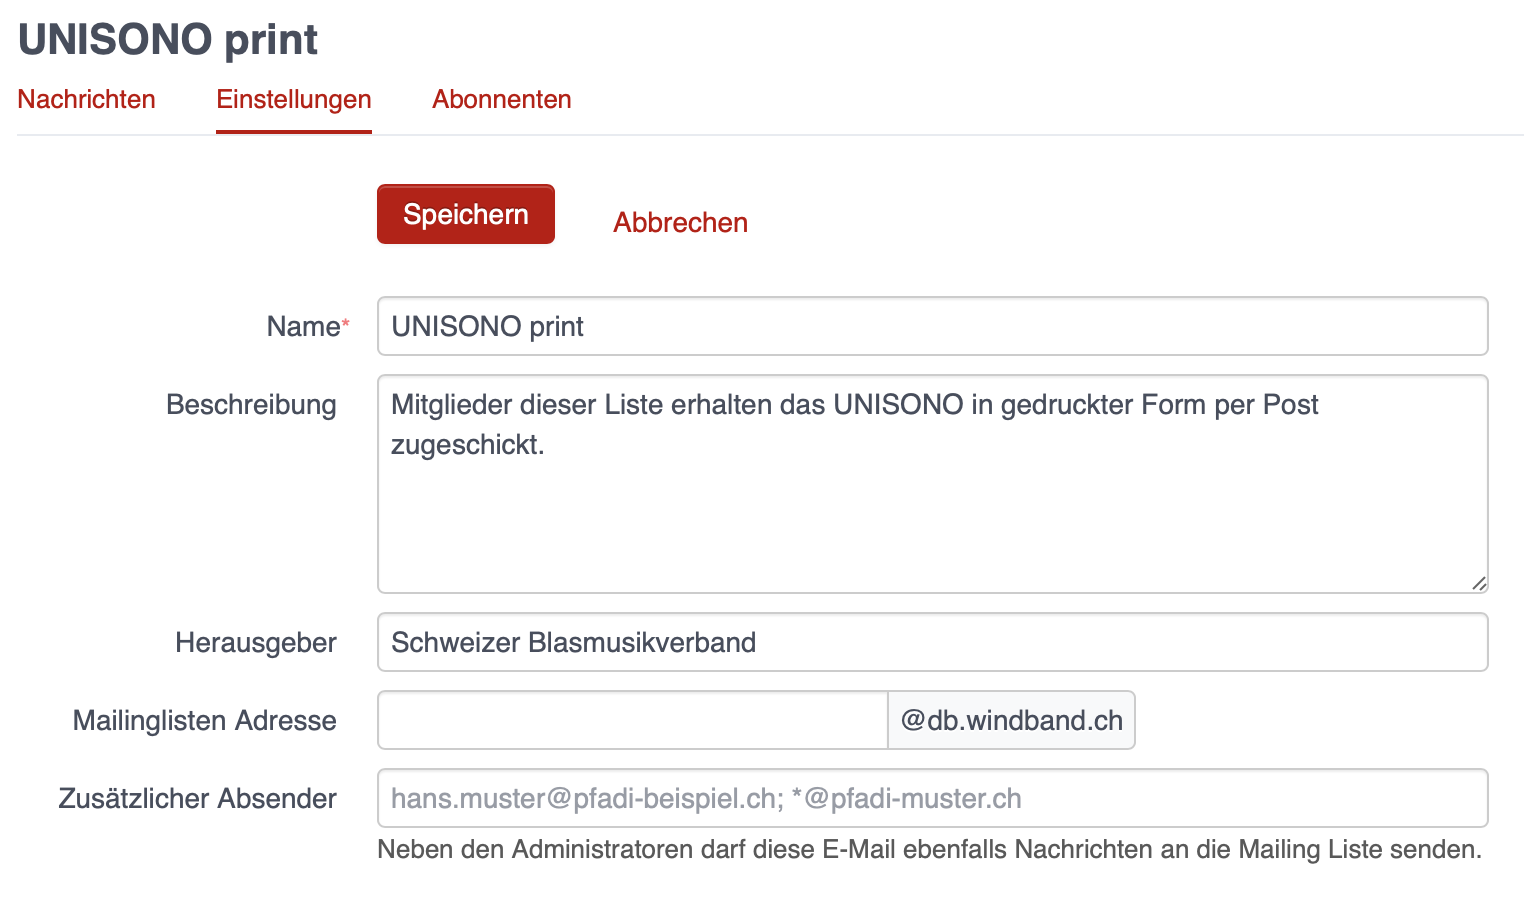 UNISONO print
Nachrichten Einstellungen Abonnenten
Speichern Abbrechen
Name* UNISONO print
Beschreibung Mitglieder dieser Liste erhalten das UNISONO in gedruckter Form per Post
zugeschickt.
Herausgeber Schweizer Blasmusikverband
Mailinglisten Adresse @db.windband.ch
Zusätzlicher Absender hans.muster@pfadi-beispiel.ch; *@pfadi-muster.ch
Neben den Administratoren darf diese E-Mail ebenfalls Nachrichten an die Mailing Liste senden.